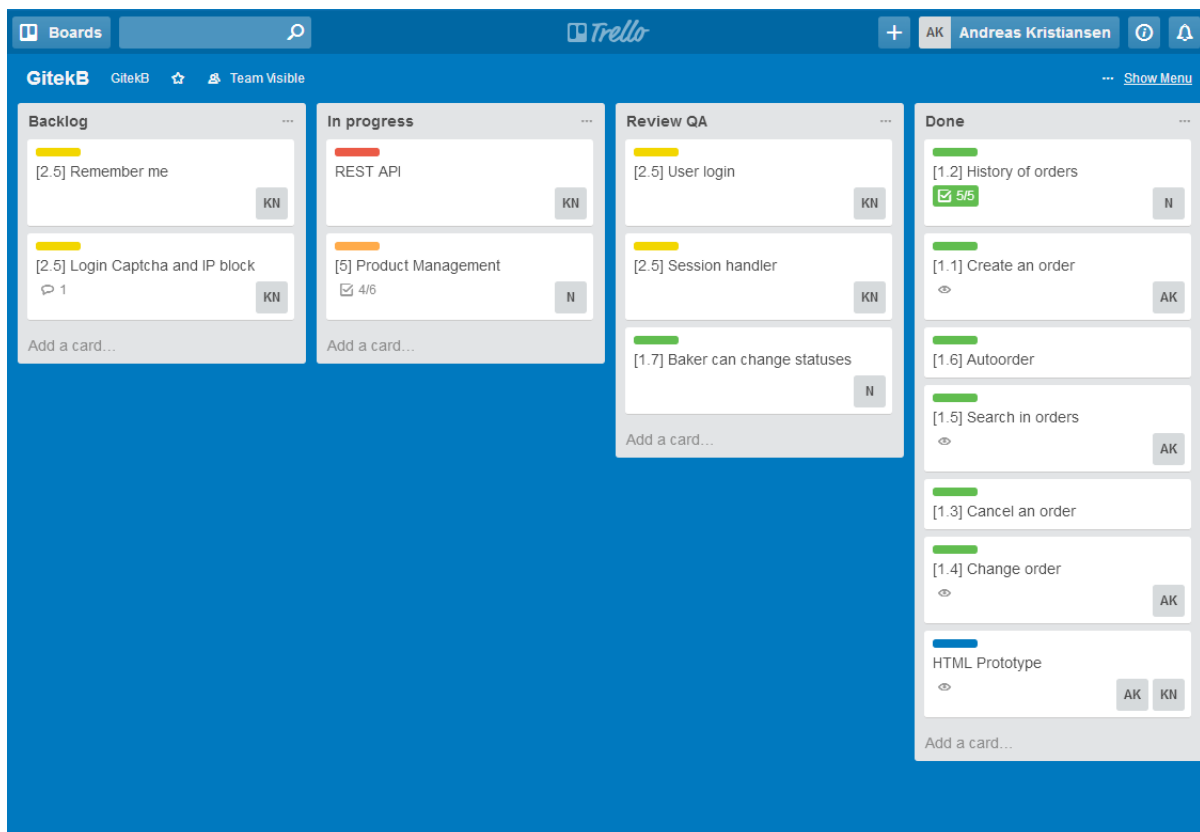 Boards
Trello
+
AK Andreas Kristiansen
GitekB GitekB Team Visible
... Show Menu
Backlog ...
[2.5] Remember me
KN
[2.5] Login Captcha and IP block
1
KN
Add a card...
In progress ...
REST API
KN
[5] Product Management
4/6
N
Add a card...
Review QA ...
[2.5] User login
KN
[2.5] Session handler
KN
[1.7] Baker can change statuses
N
Add a card...
Done ...
[1.2] History of orders
5/5
N
[1.1] Create an order
AK
[1.6] Autoorder
[1.5] Search in orders
AK
[1.3] Cancel an order
[1.4] Change order
AK
HTML Prototype
AK KN
Add a card...